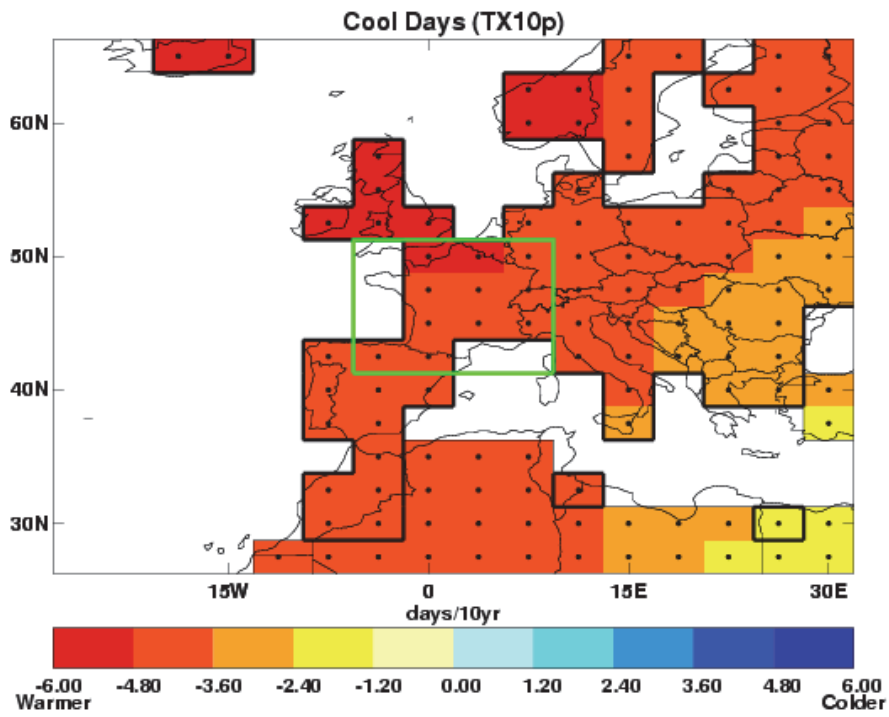 Cool Days (TX10p)
60N
50N
40N
30N
15W 0 15E 30E
days/10yr
-6.00 -4.80 -3.60 -2.40 -1.20 0.00 1.20 2.40 3.60 4.80 6.00
Warmer Colder